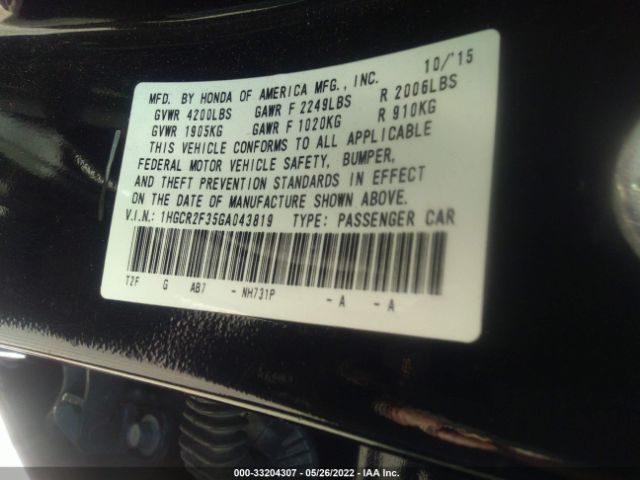 10/'15
MFD. BY HONDA OF AMERICA MFG., INC.
GVWR 4200LBS GAWR F 2249LBS R 2006LBS
GVWR 1905KG GAWR F 1020KG R 910KG
THIS VEHICLE CONFORMS TO ALL APPLICABLE
FEDERAL MOTOR VEHICLE SAFETY, BUMPER,
AND THEFT PREVENTION STANDARDS IN EFFECT
ON THE DATE OF MANUFACTURE SHOWN ABOVE.
V.I.N.: 1HGCR2F35GA043819 TYPE: PASSENGER CAR
T2F G AB7 - NH731P - A - A
000-33204307 - 05/26/2022 - IAA Inc.